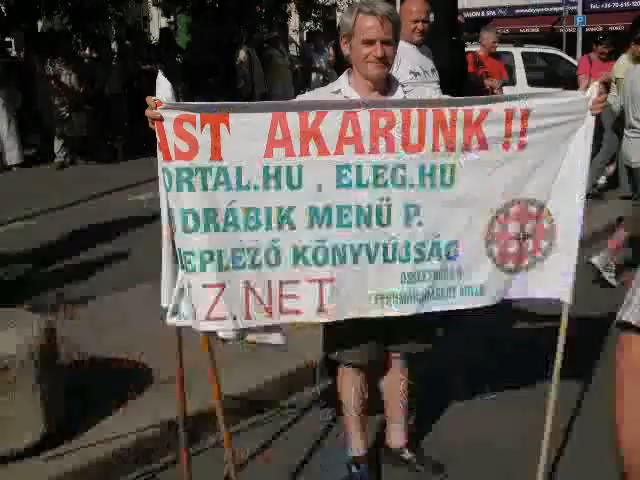 AST AKARUNK!!
ORTAL.HU . ELEG.HU
DRÁBIK MENÜ P.
EPLEZŐ KÖNYVÚJSÁG
Z.NET